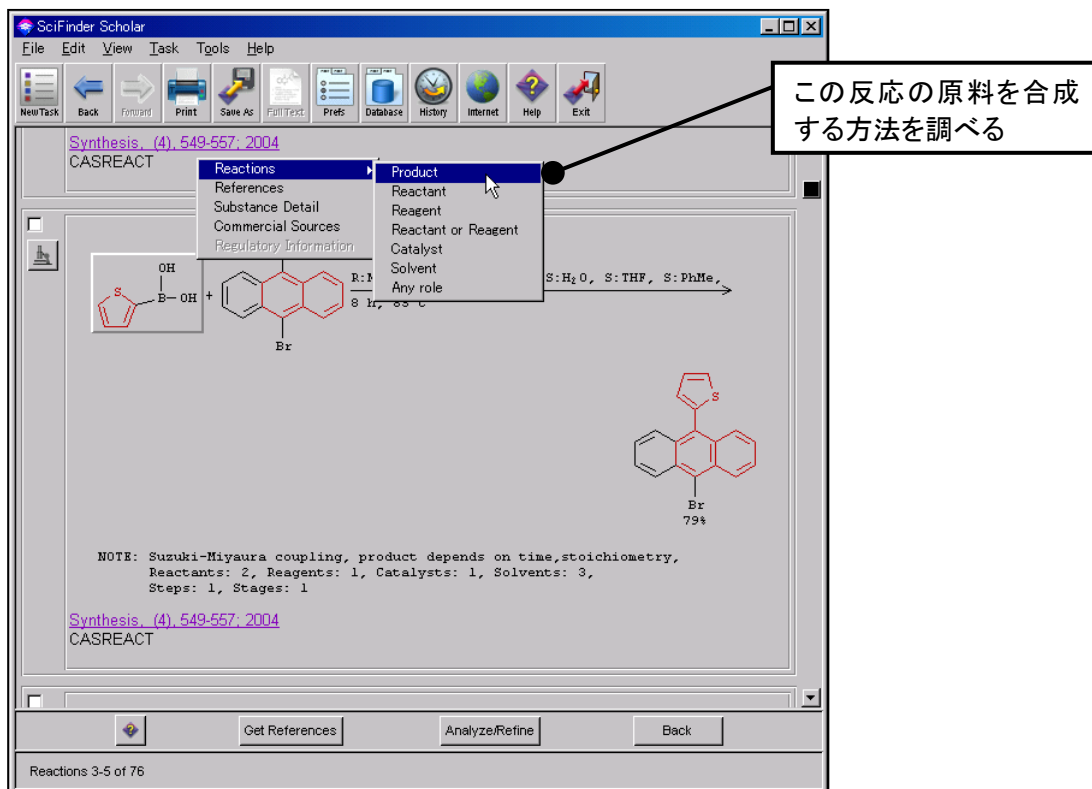 SciFinder Scholar
File Edit View Task Tools Help
New Task Back Forward Print Save As Full Text Prefs Database History Internet Help Exit
この反応の原料を合成
する方法を調べる
Synthesis, (4), 549-557; 2004
CASREACT
Reactions
References
Substance Detail
Commercial Sources
Regulatory Information
Product
Reactant
Reagent
Reactant or Reagent
Catalyst
Solvent
Any role
OH
S
B-OH
+
Br
S:H2O, S:THF, S:PhMe,
S
Br
79%
NOTE: Suzuki-Miyaura coupling, product depends on time,stoichiometry,
Reactants: 2, Reagents: 1, Catalysts: 1, Solvents: 3,
Steps: 1, Stages: 1
Synthesis, (4), 549-557; 2004
CASREACT
Get References Analyze/Refine Back
Reactions 3-5 of 76